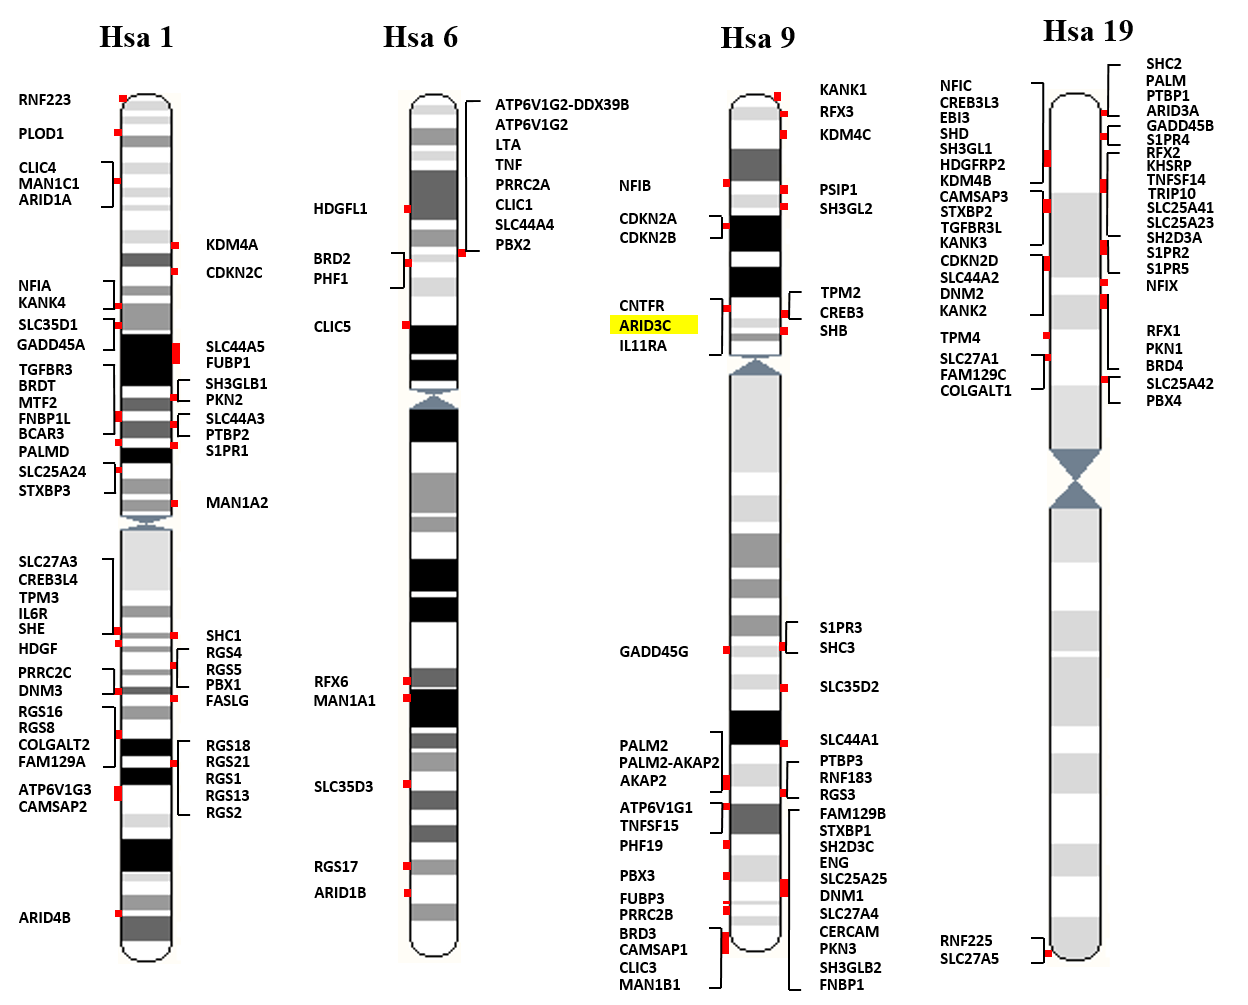 Hsa 1
RNF223
PLOD1
CLIC4
MAN1C1
ARID1A
NFIA
KANK4
SLC35D1
GADD45A
TGFBR3
BRDT
MTF2
FNBP1L
BCAR3
PALMD
SLC25A24
STXBP3
SLC27A3
CREB3L4
TPM3
IL6R
SHE
HDGF
PRRC2C
DNM3
RGS16
RGS8
COLGALT2
FAM129A
ATP6V1G3
CAMSAP2
ARID4B
KDM4A
CDKN2C
SLC44A5
FUBP1
SH3GLB1
PKN2
SLC44A3
PTBP2
S1PR1
MAN1A2
SHC1
RGS4
RGS5
PBX1
FASLG
RGS18
RGS21
RGS1
RGS13
RGS2
Hsa 6
HDGFL1
BRD2
PHF1
CLIC5
RFX6
MAN1A1
SLC35D3
RGS17
ARID1B
ATP6V1G2-DDX39B
ATP6V1G2
LTA
TNF
PRRC2A
CLIC1
SLC44A4
PBX2
Hsa 9
NFIB
CDKN2A
CDKN2B
CNTFR
ARID3C
IL11RA
GADD45G
PALM2
PALM2-AKAP2
AKAP2
ATP6V1G1
TNFSF15
PHF19
PBX3
FUBP3
PRRC2B
BRD3
CAMSAP1
CLIC3
MAN1B1
KANK1
RFX3
KDM4C
PSIP1
SH3GL2
TPM2
CREB3
SHB
S1PR3
SHC3
SLC35D2
SLC44A1
PTBP3
RNF183
RGS3
FAM129B
STXBP1
SH2D3C
ENG
SLC25A25
DNM1
SLC27A4
CERCAM
PKN3
SH3GLB2
FNBP1
Hsa 19
NFIC
CREB3L3
EBI3
SHD
SH3GL1
HDGFRP2
KDM4B
CAMSAP3
STXBP2
TGFBR3L
KANK3
CDKN2D
SLC44A2
DNM2
KANK2
TPM4
SLC27A1
FAM129C
COLGALT1
RNF225
SLC27A5
SHC2
PALM
PTBP1
ARID3A
GADD45B
S1PR4
RFX2
KHSRP
TNFSF14
TRIP10
SLC25A41
SLC25A23
SH2D3A
S1PR2
S1PR5
NFIX
RFX1
PKN1
BRD4
SLC25A42
PBX4